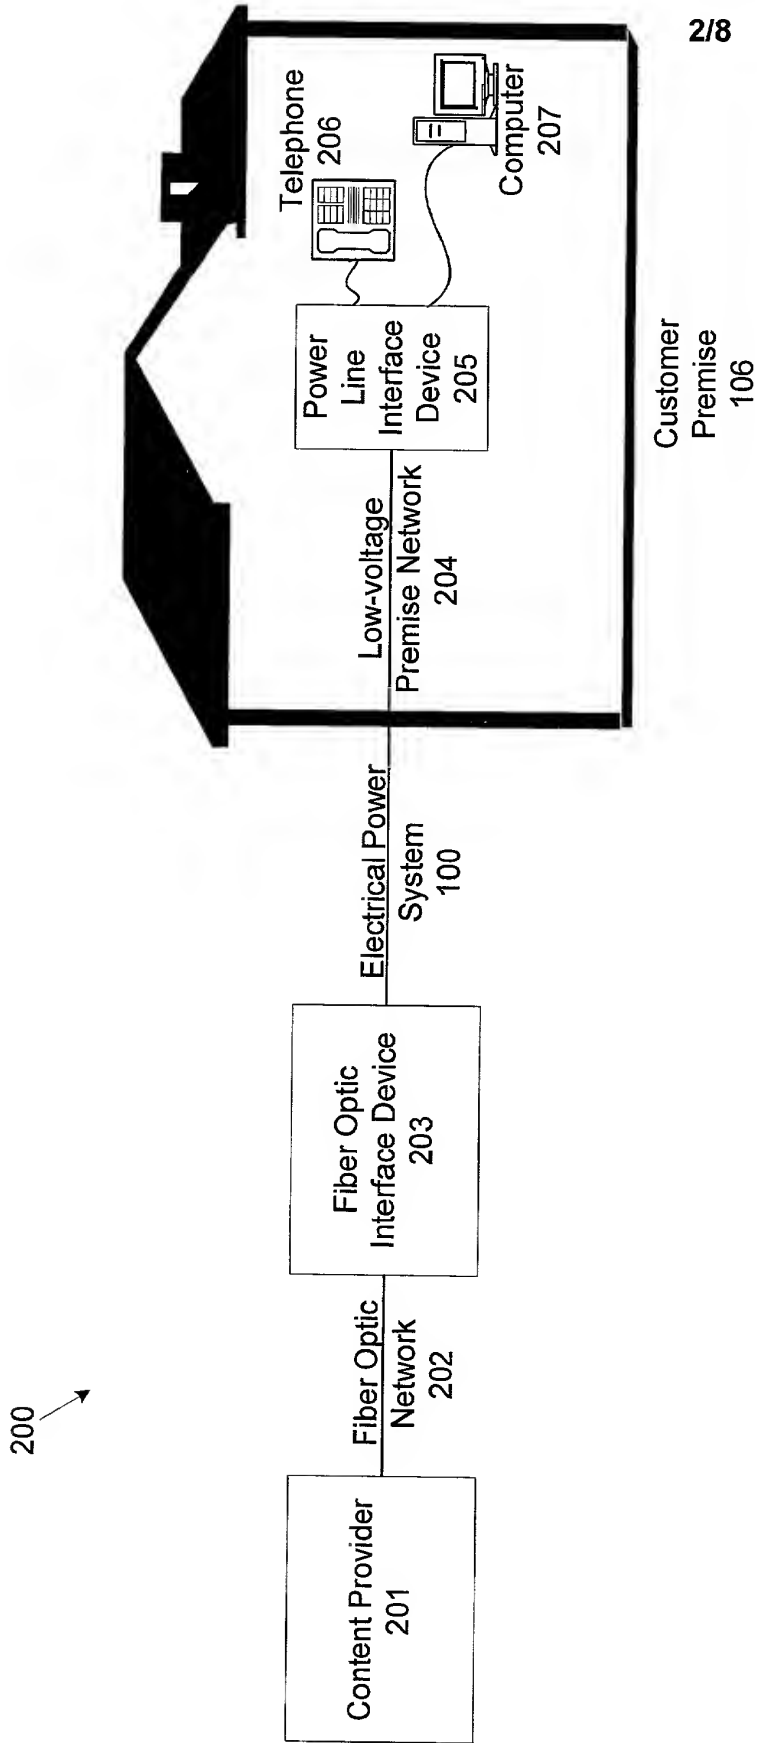 2/8
200
Content Provider
201
Fiber Optic
Network
202
Fiber Optic
Interface Device
203
Electrical Power
System
100
Low-voltage
Premise Network
204
Power
Line
Interface
Device
205
Telephone
206
Computer
207
Customer
Premise
106